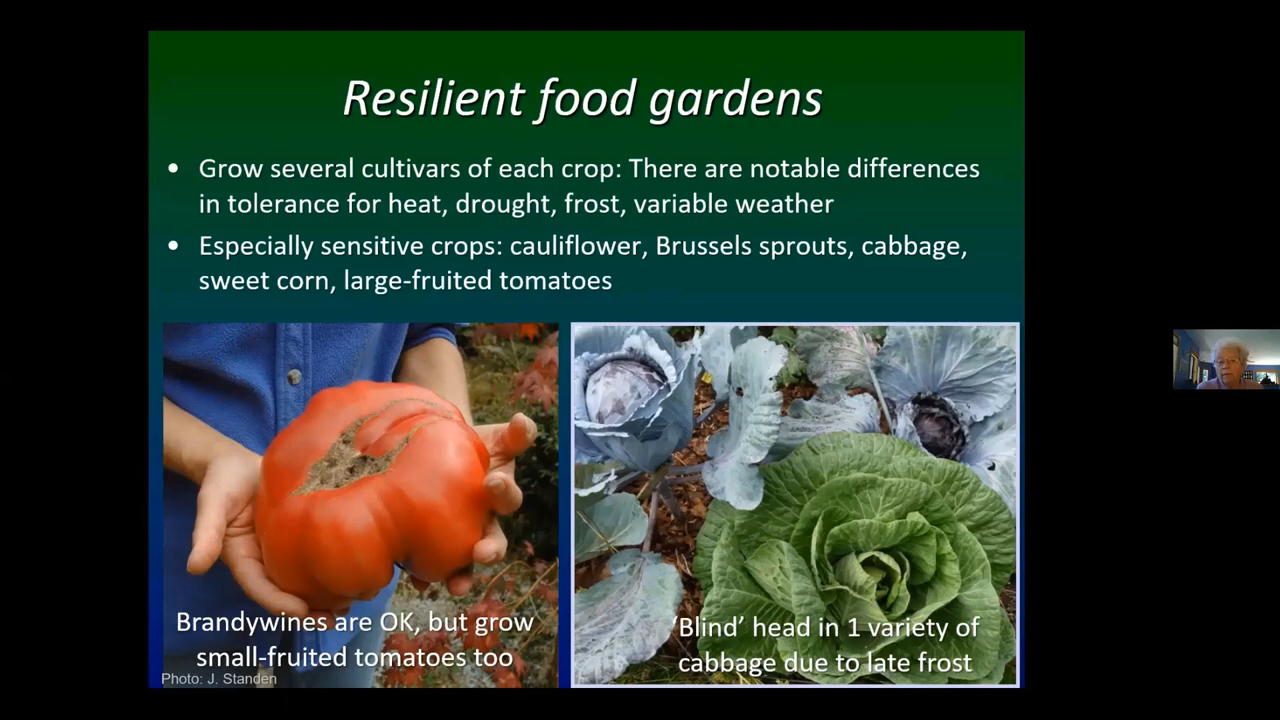 Resilient food gardens
• Grow several cultivars of each crop: There are notable differences
in tolerance for heat, drought, frost, variable weather
• Especially sensitive crops: cauliflower, Brussels sprouts, cabbage,
sweet corn, large-fruited tomatoes
Brandywines are OK, but grow
small-fruited tomatoes too
Photo: J. Standen
'Blind' head in 1 variety of
cabbage due to late frost